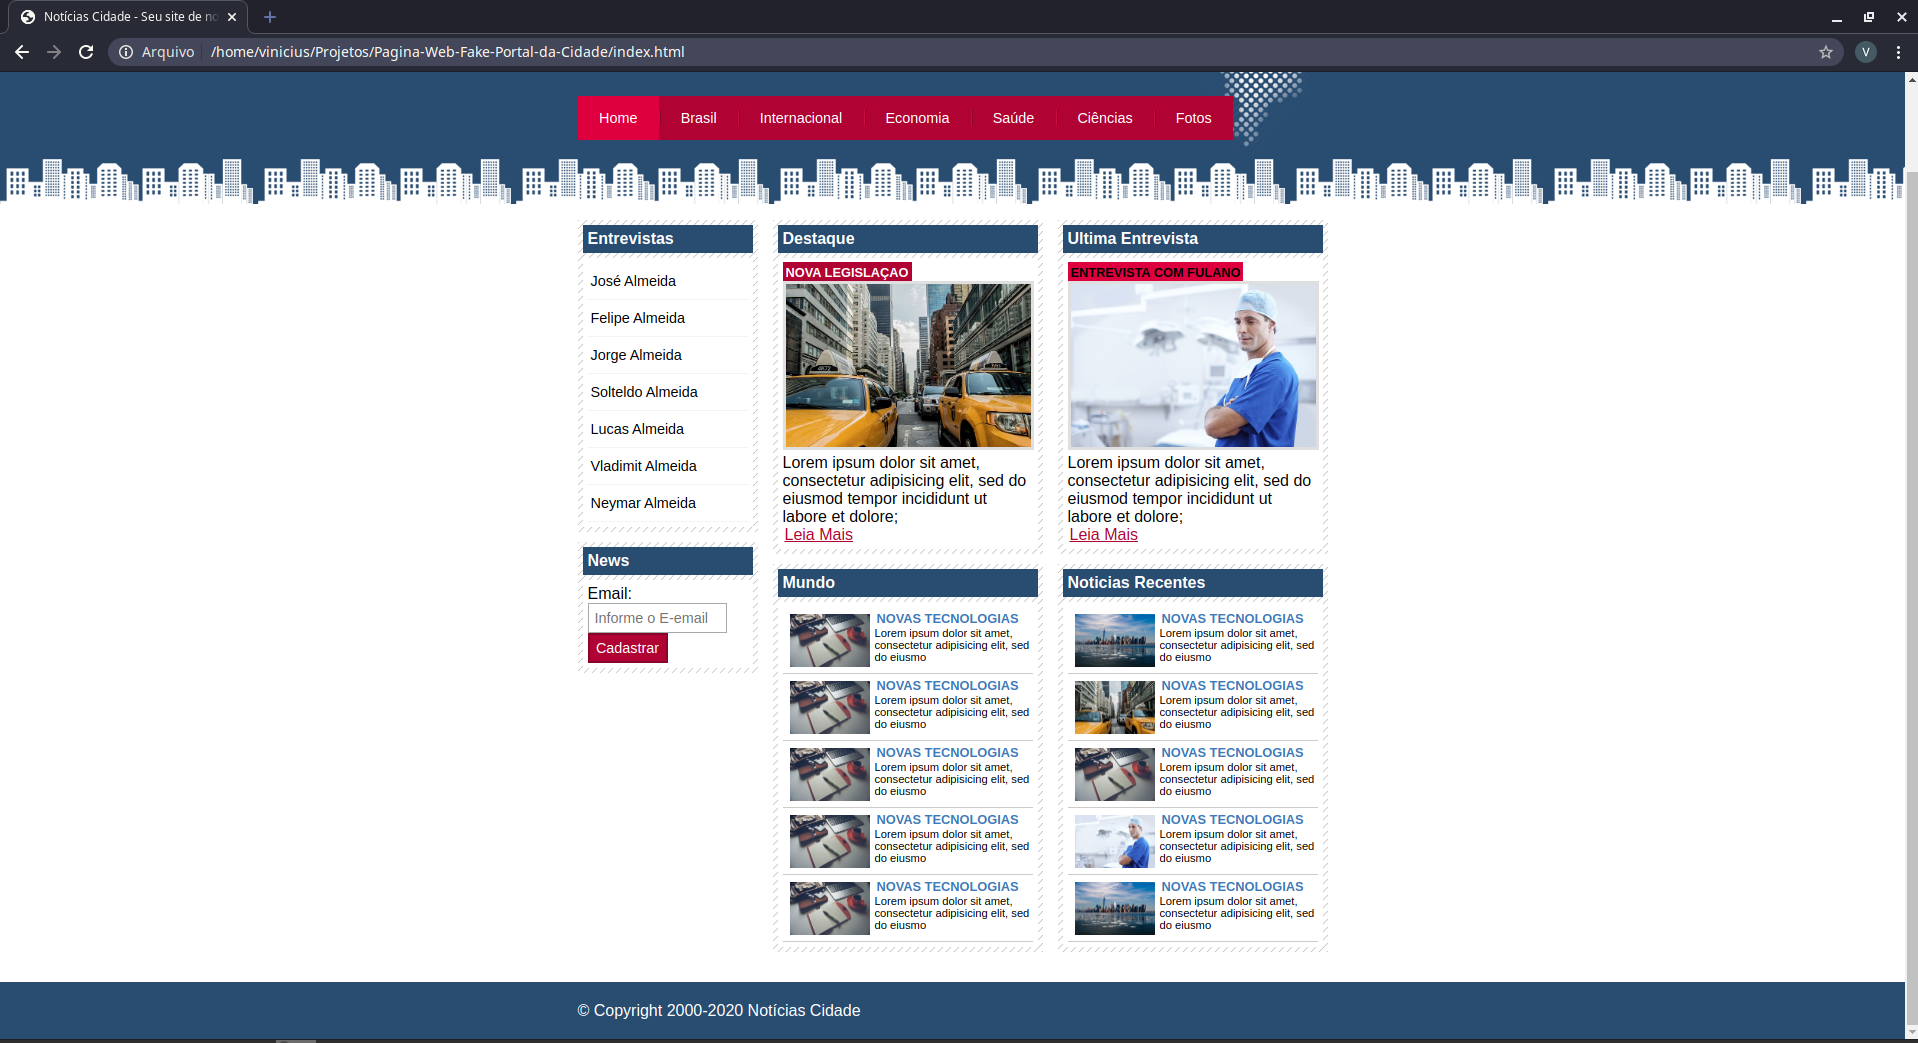 Notícias Cidade - Seu site de no
Arquivo /home/vinicius/Projetos/Pagina-Web-Fake-Portal-da-Cidade/index.html
V
Home Brasil Internacional Economia Saúde Ciências Fotos
Entrevistas
José Almeida
Felipe Almeida
Jorge Almeida
Solteldo Almeida
Lucas Almeida
Vladimit Almeida
Neymar Almeida
News
Email:
Informe o E-email
Cadastrar
Destaque
NOVA LEGISLAÇAO
Lorem ipsum dolor sit amet,
consectetur adipisicing elit, sed do
eiusmod tempor incididunt ut
labore et dolore;
Leia Mais
Ultima Entrevista
ENTREVISTA COM FULANO
Lorem ipsum dolor sit amet,
consectetur adipisicing elit, sed do
eiusmod tempor incididunt ut
labore et dolore;
Leia Mais
Mundo
NOVAS TECNOLOGIAS
Lorem ipsum dolor sit amet,
consectetur adipisicing elit, sed
do eiusmo
NOVAS TECNOLOGIAS
Lorem ipsum dolor sit amet,
consectetur adipisicing elit, sed
do eiusmo
NOVAS TECNOLOGIAS
Lorem ipsum dolor sit amet,
consectetur adipisicing elit, sed
do eiusmo
NOVAS TECNOLOGIAS
Lorem ipsum dolor sit amet,
consectetur adipisicing elit, sed
do eiusmo
NOVAS TECNOLOGIAS
Lorem ipsum dolor sit amet,
consectetur adipisicing elit, sed
do eiusmo
Noticias Recentes
NOVAS TECNOLOGIAS
Lorem ipsum dolor sit amet,
consectetur adipisicing elit, sed
do eiusmo
NOVAS TECNOLOGIAS
Lorem ipsum dolor sit amet,
consectetur adipisicing elit, sed
do eiusmo
NOVAS TECNOLOGIAS
Lorem ipsum dolor sit amet,
consectetur adipisicing elit, sed
do eiusmo
NOVAS TECNOLOGIAS
Lorem ipsum dolor sit amet,
consectetur adipisicing elit, sed
do eiusmo
NOVAS TECNOLOGIAS
Lorem ipsum dolor sit amet,
consectetur adipisicing elit, sed
do eiusmo
© Copyright 2000-2020 Notícias Cidade